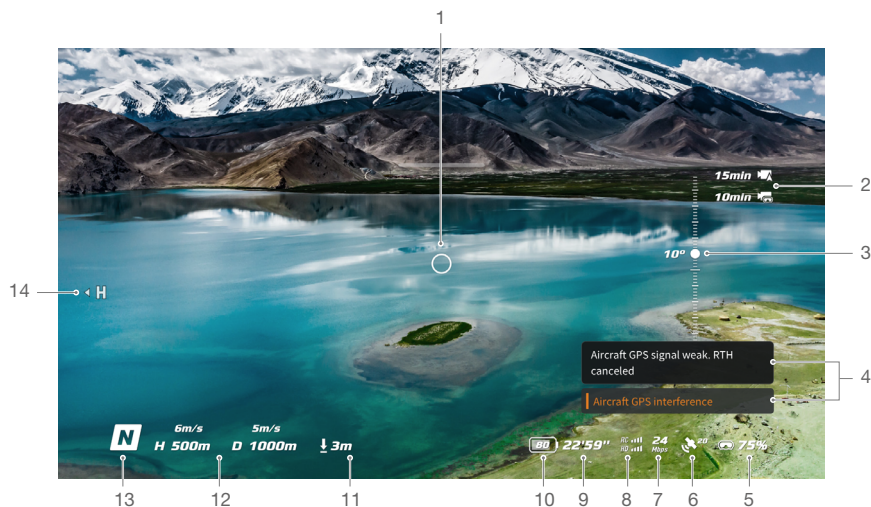 1
15min
2
10min
10°
3
14
H
Aircraft GPS signal weak. RTH
canceled
4
Aircraft GPS interference
6m/s 5m/s
N H 500m D 1000m 3m
80 22'59" RC 24 20 75%
HD Mbps
13 12 11 10 9 8 7 6 5